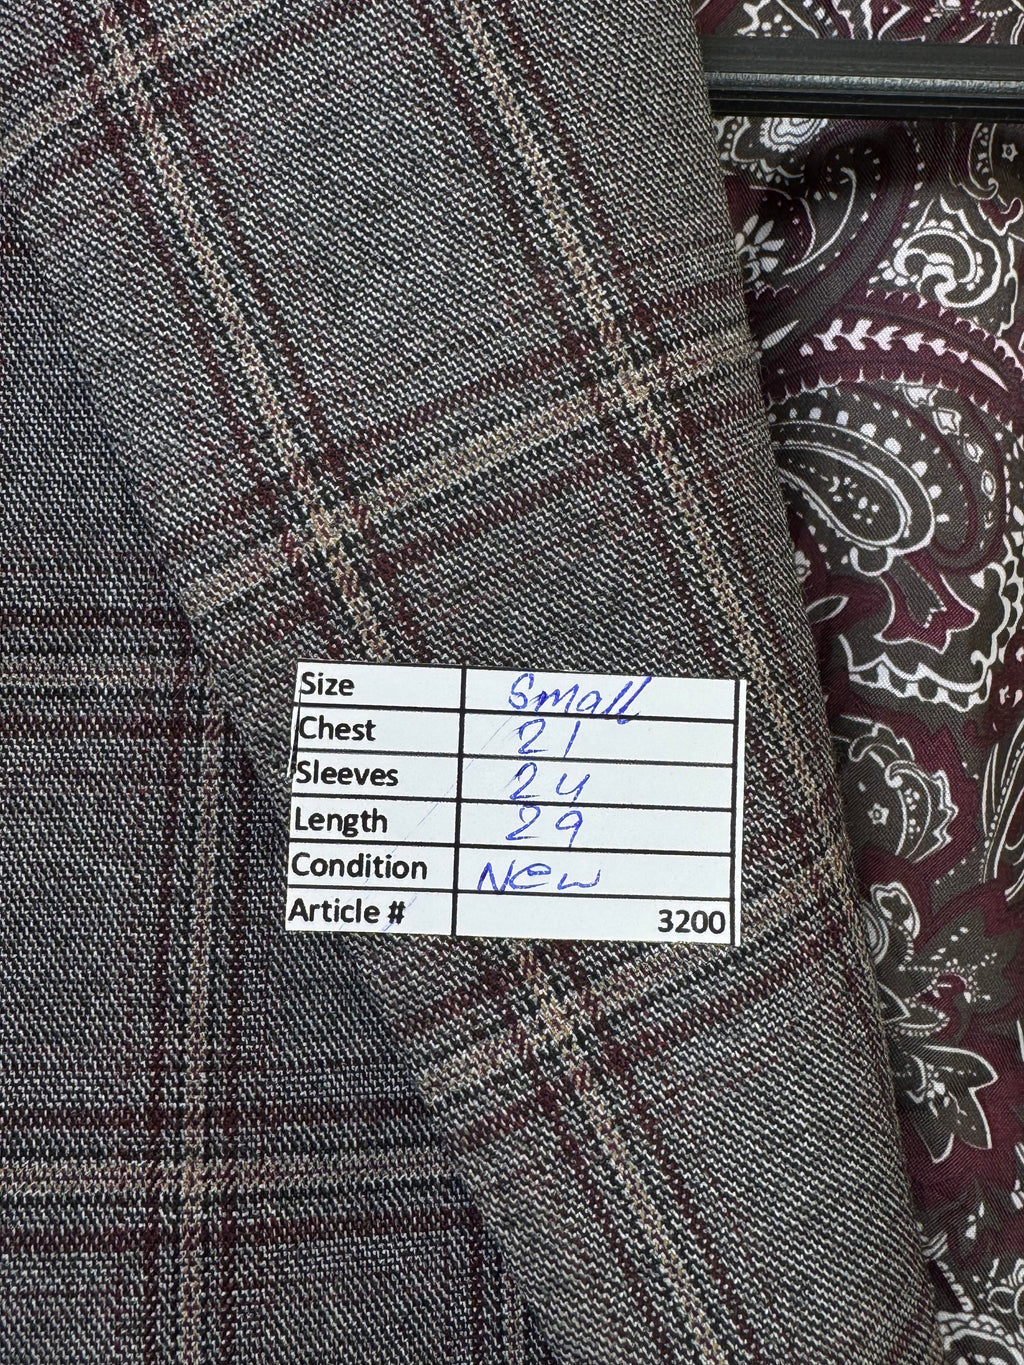 Size Small
Chest 21
Sleeves 24
Length 29
Condition New
Article # 3200